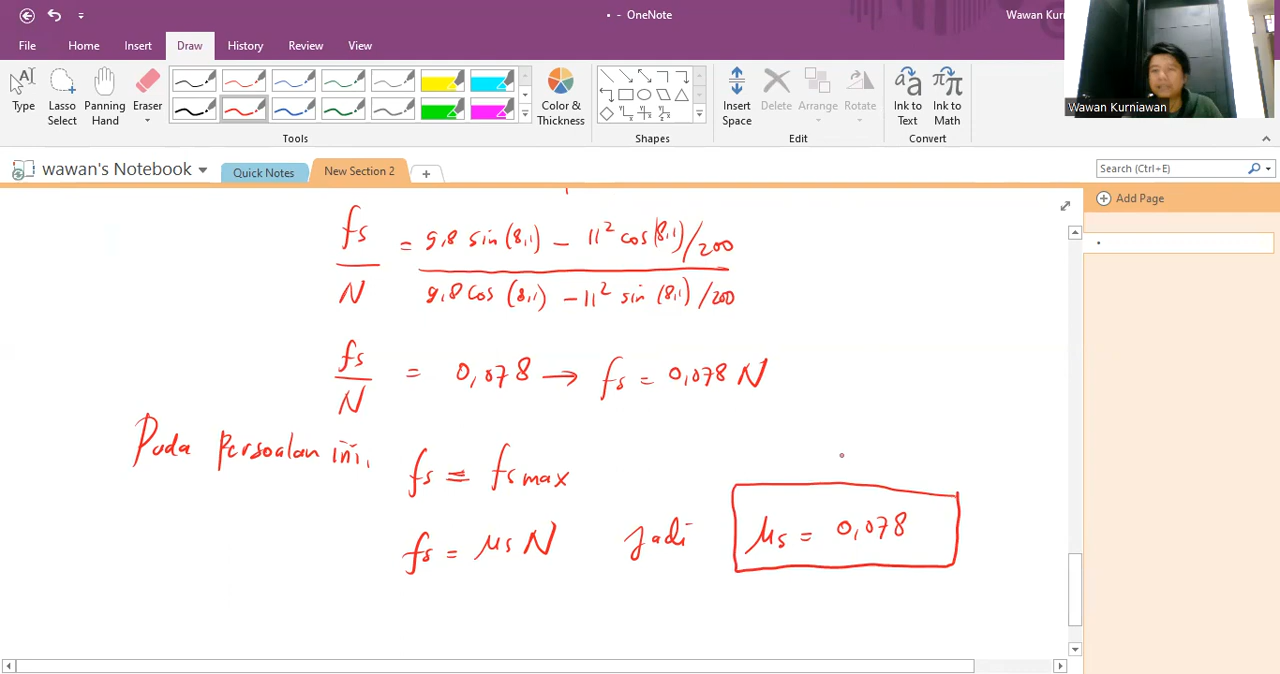 • - OneNote
Wawan Kur
File Home Insert Draw History Review View
Type
Lasso Select
Panning Hand
Eraser
Color & Thickness
Insert Space
Delete
Arrange
Rotate
Ink to Text
Ink to Math
Tools
Shapes
Edit
Convert
Wawan Kurniawan
wawan's Notebook
Quick Notes
New Section 2
Search (Ctrl+E)
Add Page
fs/N = 9,8 sin(8,1) - 11² cos(8,1)/200
9,8 cos (8,1) - 11² sin (8,1)/200
fs/N = 0,078 → fs = 0,078 N
Pada Persoalan ini,
fs = fs max
fs = μs N jadi μs = 0,078